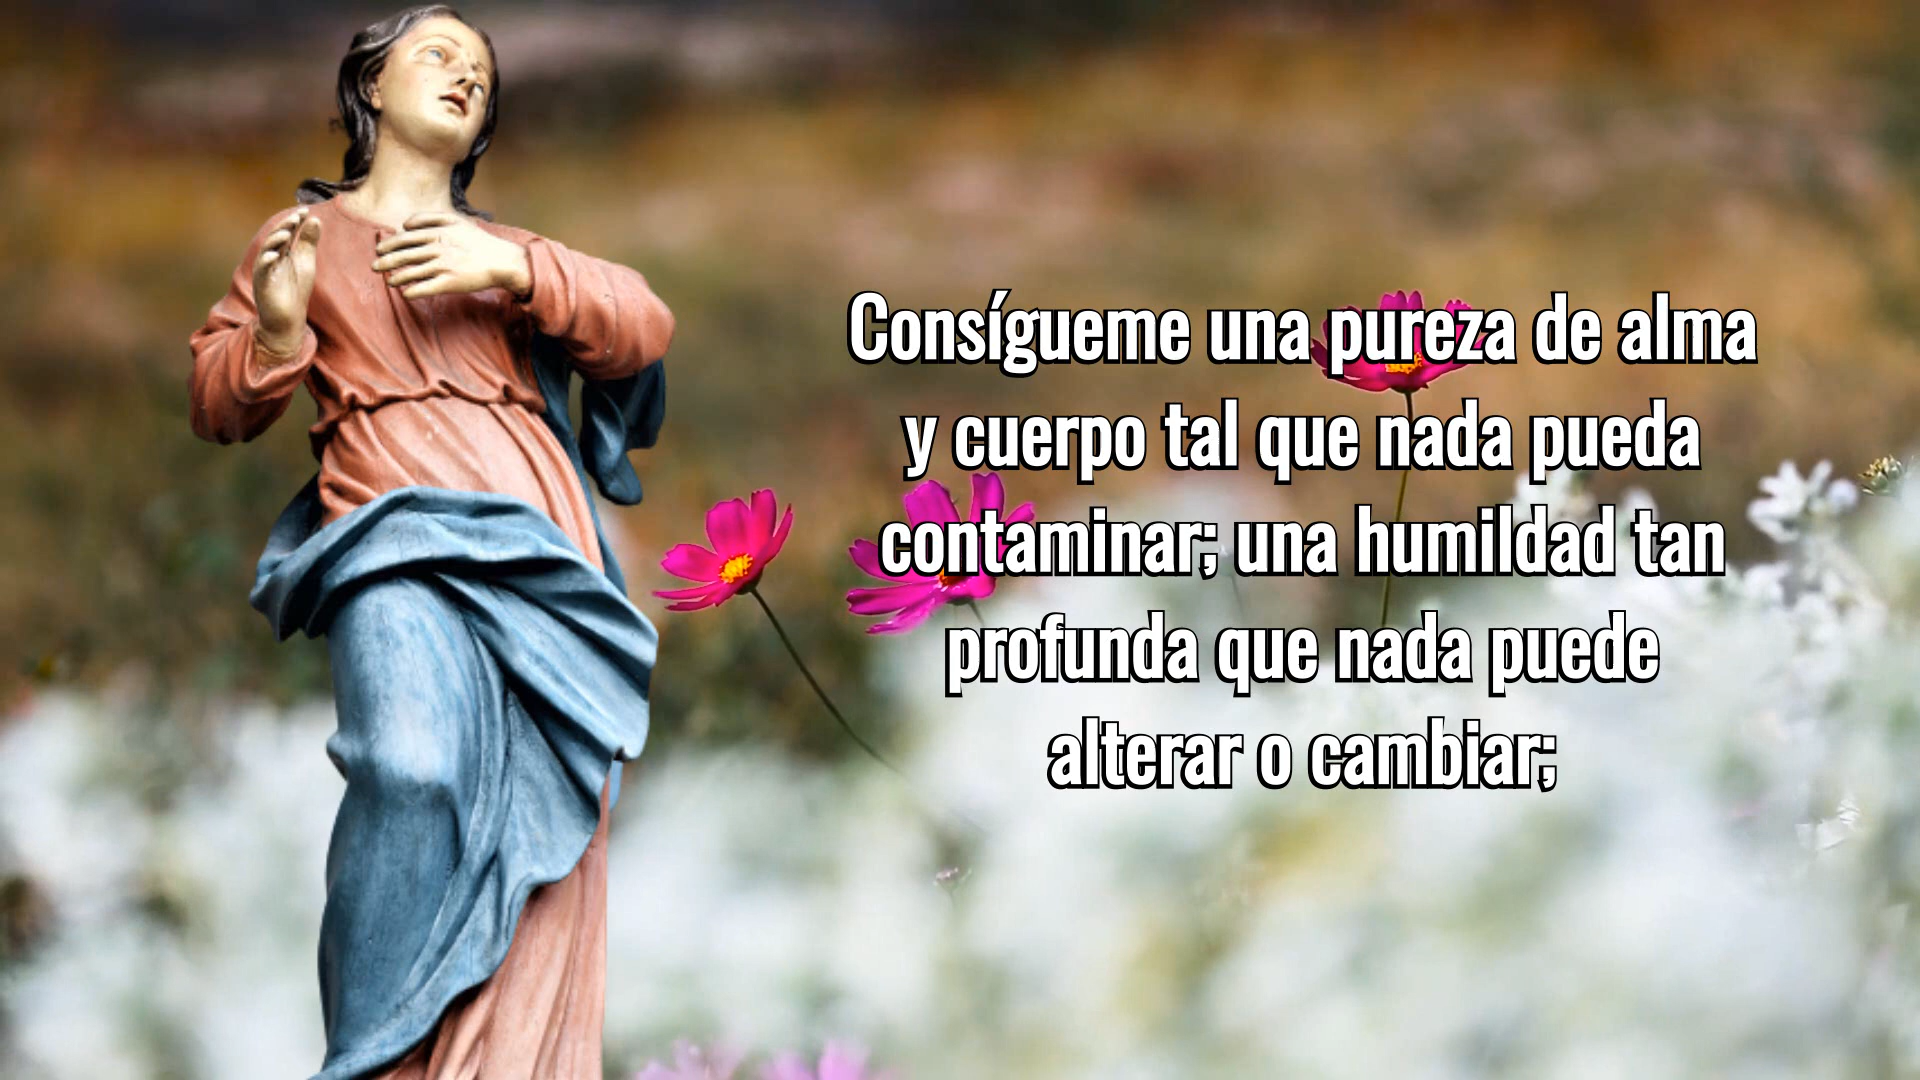 Consígueme una pureza de alma
y cuerpo tal que nada pueda
contaminar; una humildad tan
profunda que nada puede
alterar o cambiar;